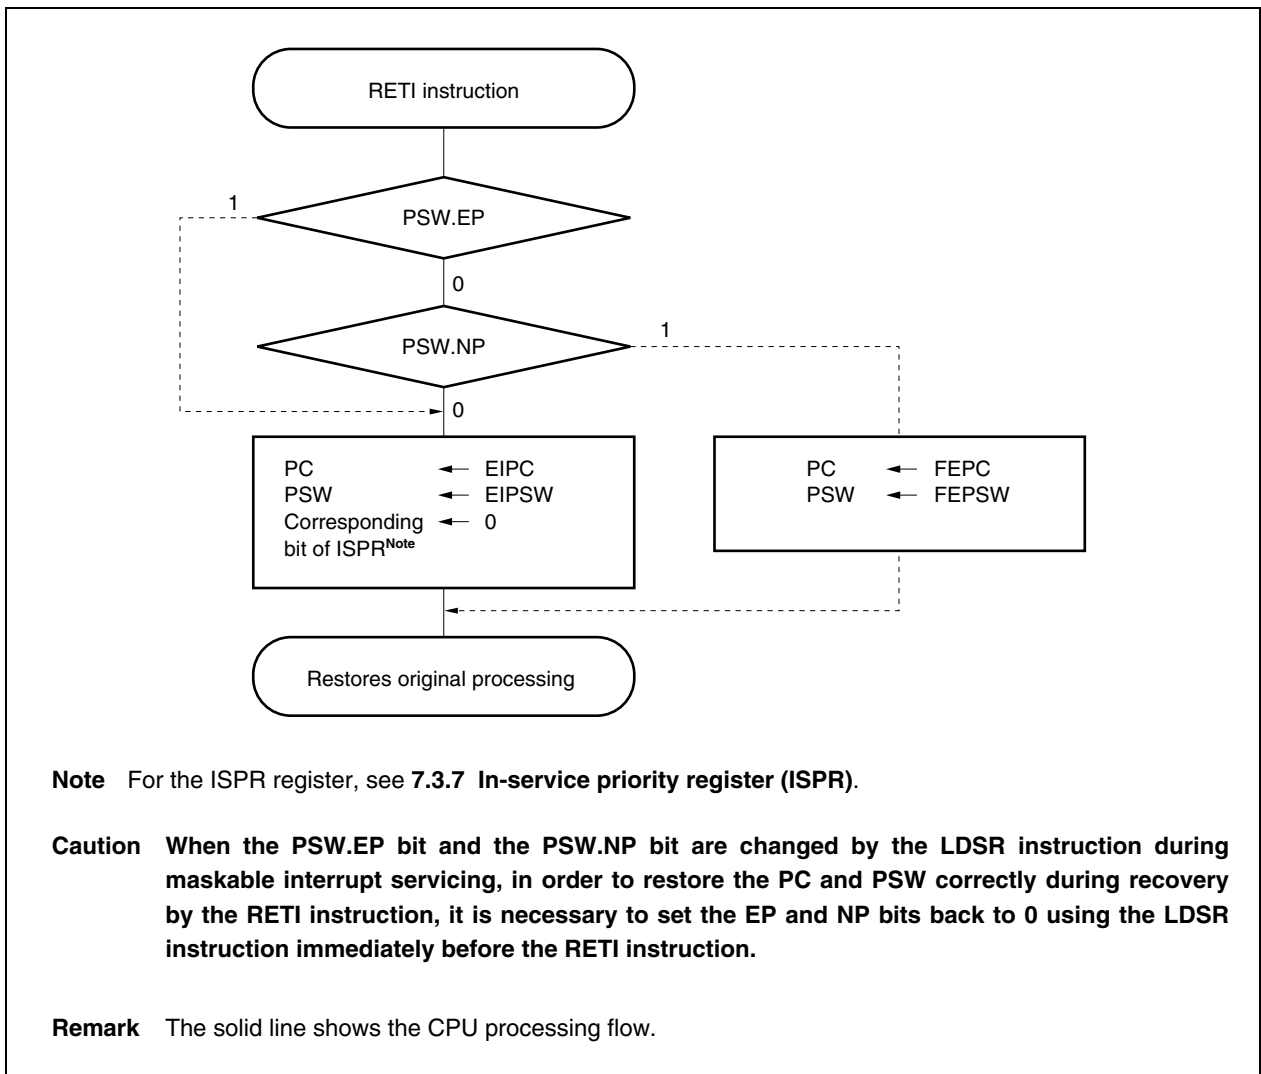 RETI instruction
1
PSW.EP
0
1
PSW.NP
0
PC ← EIPC
PSW ← EIPSW
Corresponding ← 0
bit of ISPRNote
PC ← FEPC
PSW ← FEPSW
Restores original processing
Note For the ISPR register, see 7.3.7 In-service priority register (ISPR).
Caution When the PSW.EP bit and the PSW.NP bit are changed by the LDSR instruction during
maskable interrupt servicing, in order to restore the PC and PSW correctly during recovery
by the RETI instruction, it is necessary to set the EP and NP bits back to 0 using the LDSR
instruction immediately before the RETI instruction.
Remark The solid line shows the CPU processing flow.